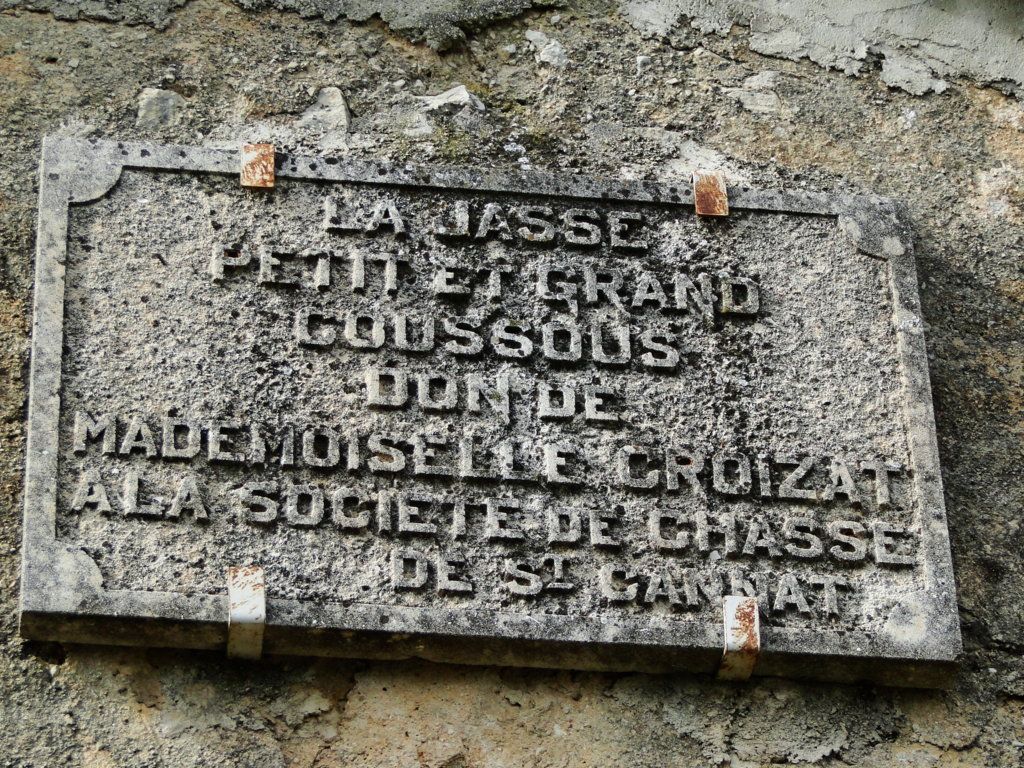 LA JASSE
PETIT ET GRAND
COUSSOUS
DON DE
MADEMOISELLE CROIZAT
A LA SOCIETE DE CHASSE
DE ST CANNAT